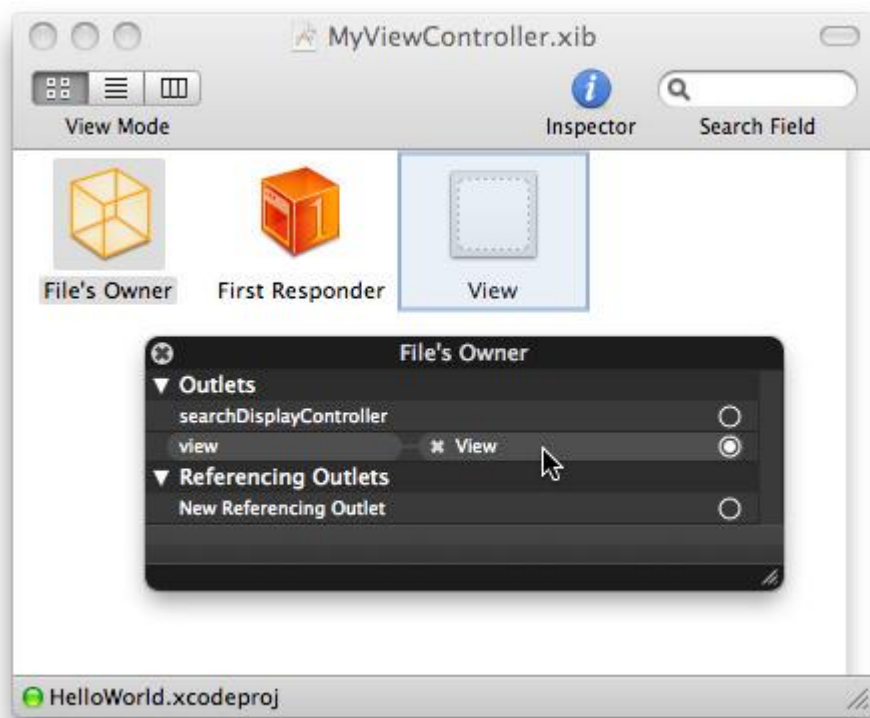 MyViewController.xib
View Mode
Inspector
Search Field
File's Owner
First Responder
1
View
File's Owner
Outlets
searchDisplayController
view
View
Referencing Outlets
New Referencing Outlet
HelloWorld.xcodeproj